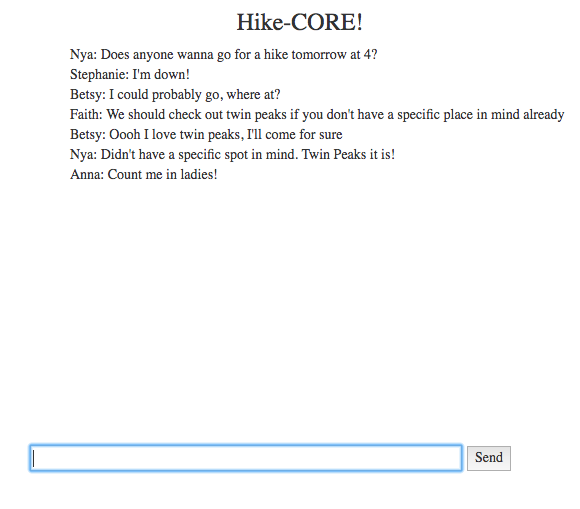 Hike-CORE!
Nya: Does anyone wanna go for a hike tomorrow at 4?
Stephanie: I'm down!
Betsy: I could probably go, where at?
Faith: We should check out twin peaks if you don't have a specific place in mind already
Betsy: Oooh I love twin peaks, I'll come for sure
Nya: Didn't have a specific spot in mind. Twin Peaks it is!
Anna: Count me in ladies!
Send